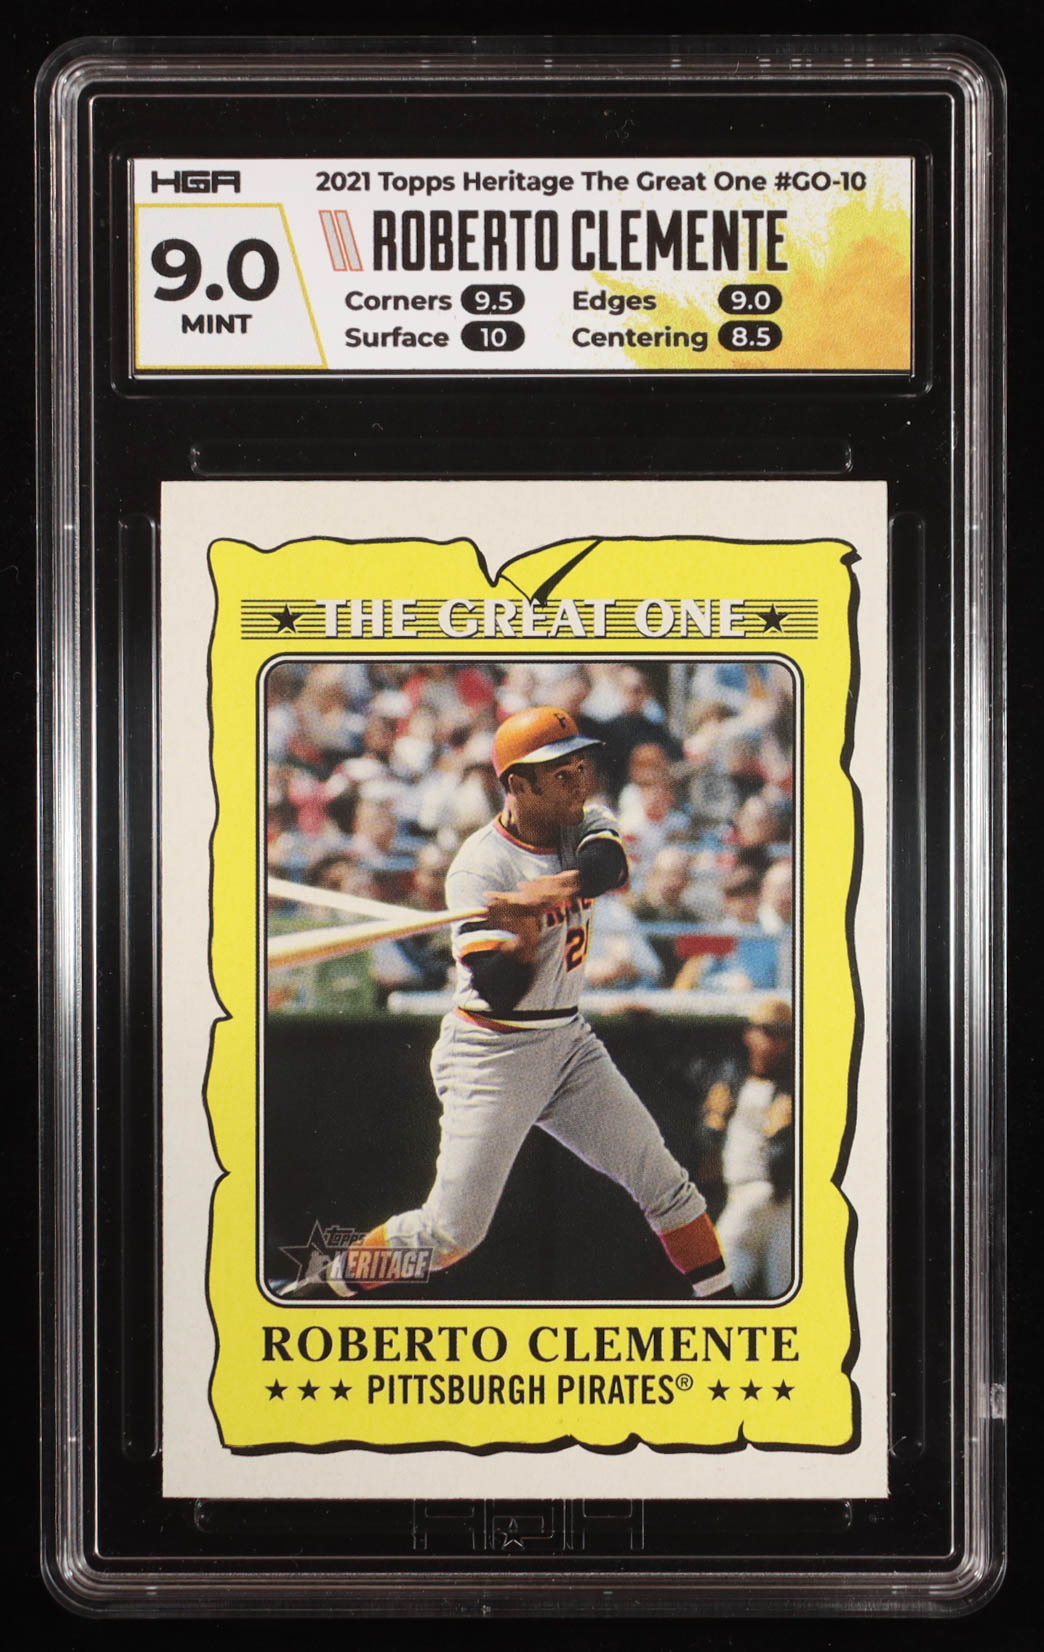 HGA
2021 Topps Heritage The Great One #GO-10
9.0
MINT
ROBERTO CLEMENTE
Corners 9.5 Edges 9.0
Surface 10 Centering 8.5
★ THE GREAT ONE ★
P
21
Topps
HERITAGE
ROBERTO CLEMENTE
★★★ PITTSBURGH PIRATES® ★★★
HGA